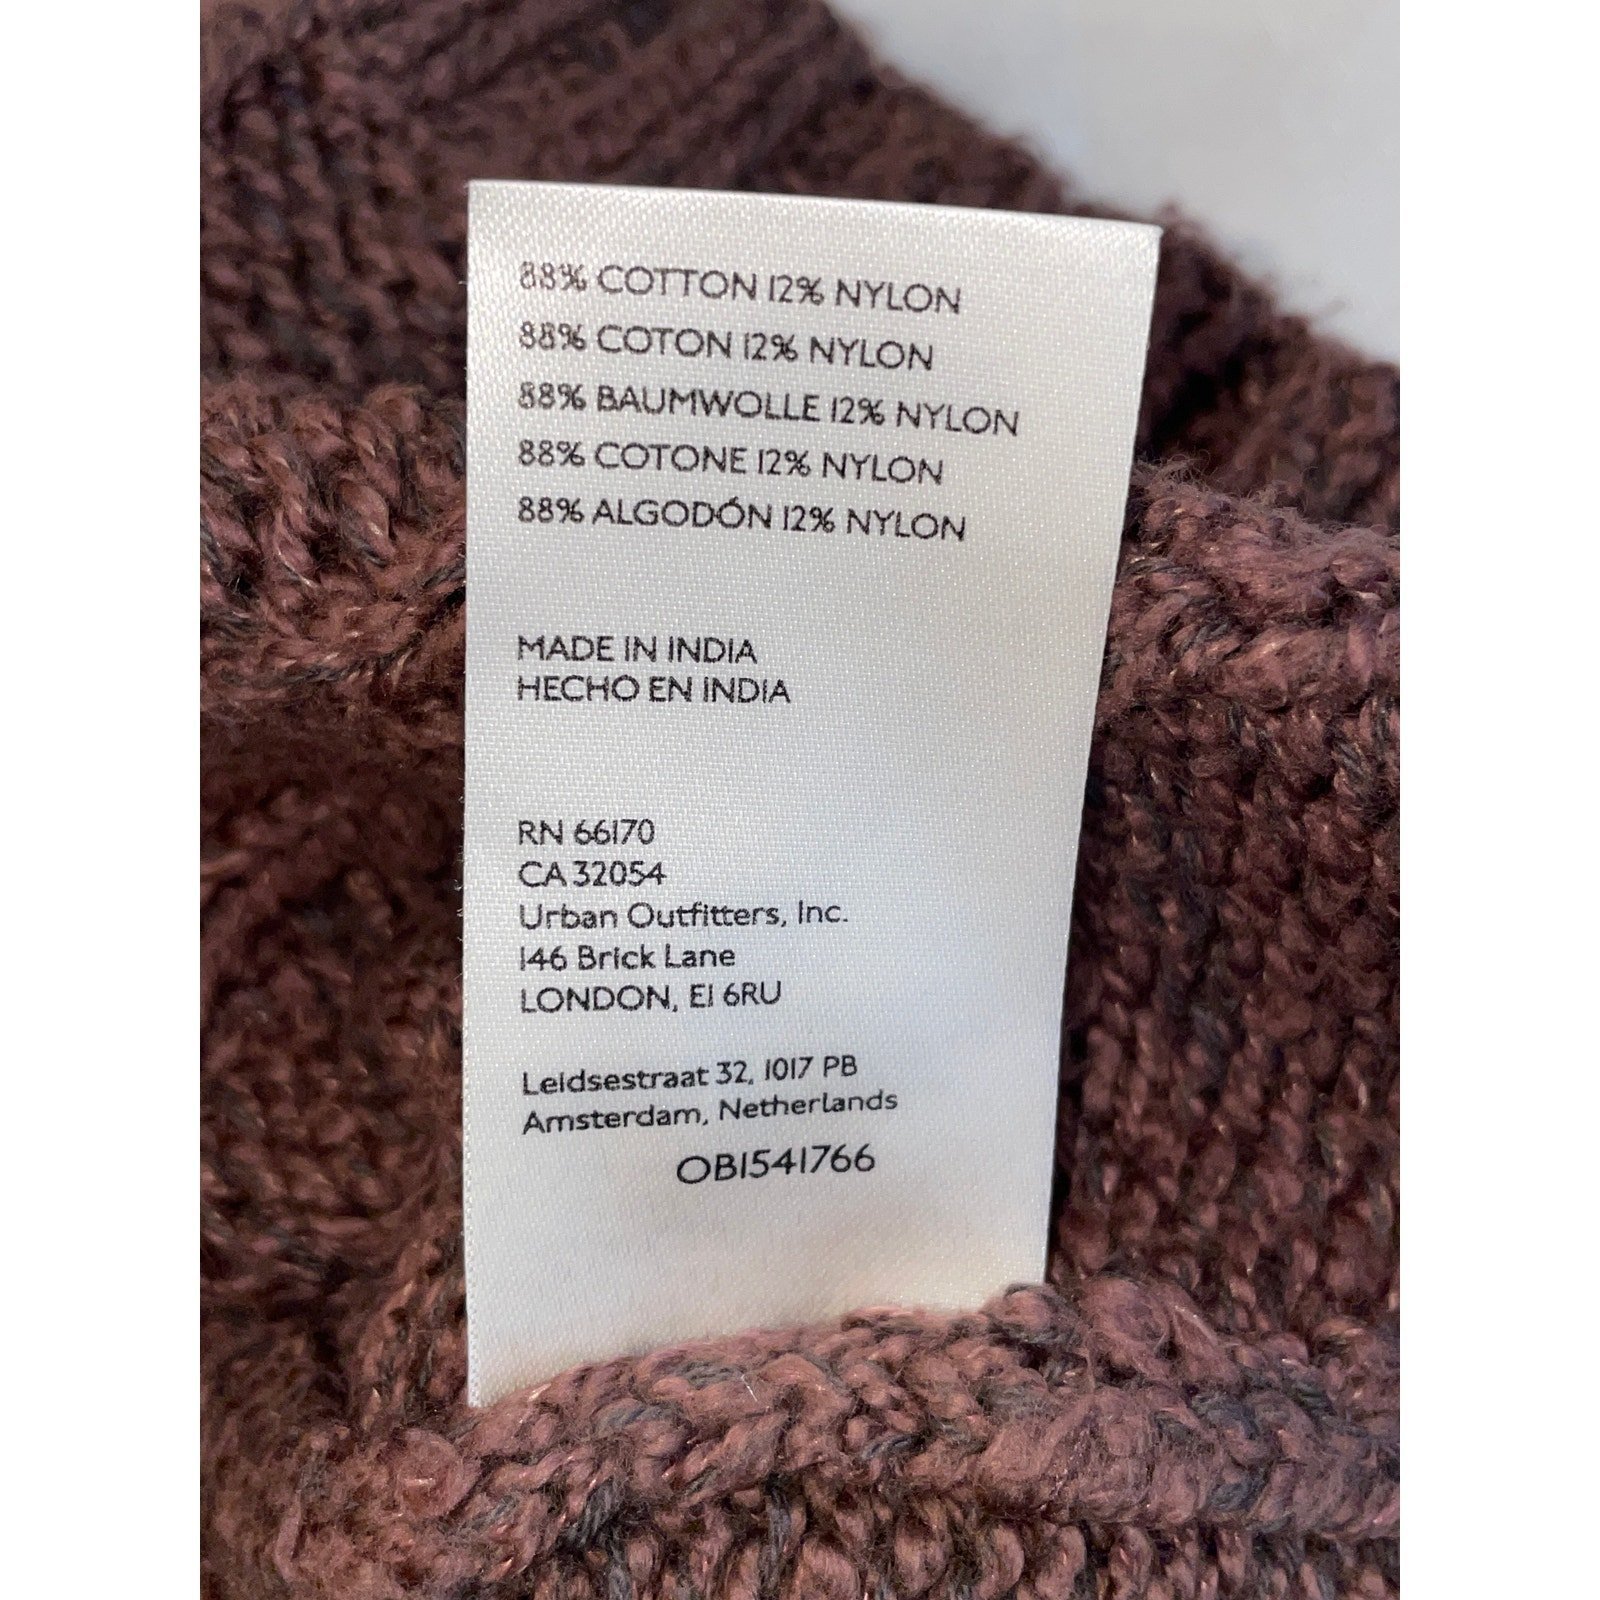 88% COTTON 12% NYLON
88% COTON 12% NYLON
88% BAUMWOLLE 12% NYLON
88% COTONE 12% NYLON
88% ALGODÓN 12% NYLON
MADE IN INDIA
HECHO EN INDIA
RN 66170
CA 32054
Urban Outfitters, Inc.
146 Brick Lane
LONDON, E1 6RU
Leidsestraat 32, 1017 PB
Amsterdam, Netherlands
OB1541766